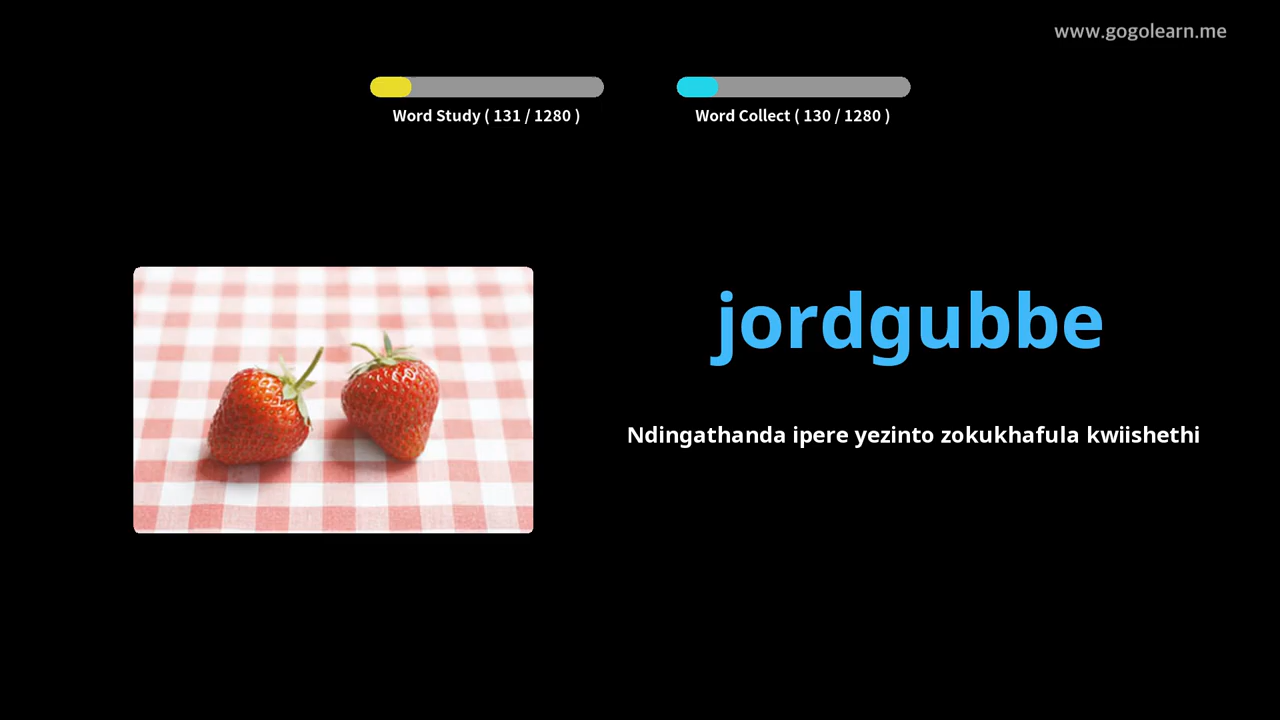 www.gogolearn.me
Word Study ( 131 / 1280 )
Word Collect ( 130 / 1280 )
jordgubbe
Ndingathanda ipere yezinto zokukhafula kwiishethi